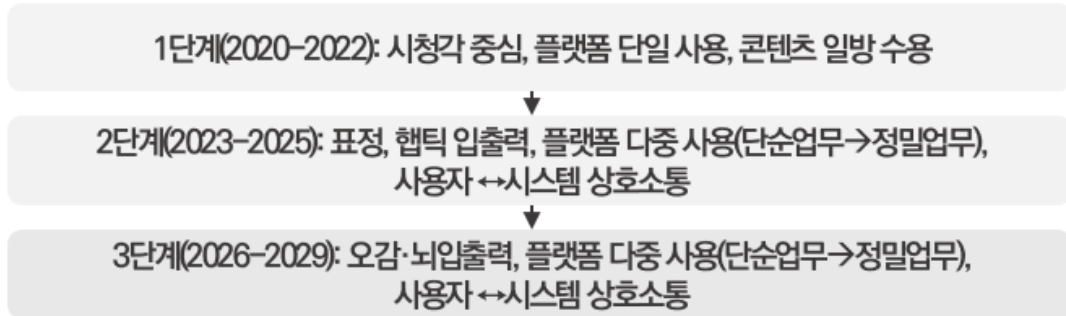 1단계(2020-2022): 시청각 중심, 플랫폼 단일 사용, 콘텐츠 일방 수용
2단계(2023-2025): 표정, 햅틱 입출력, 플랫폼 다중 사용(단순업무→정밀업무),
사용자↔시스템 상호소통
3단계(2026-2029): 오감·뇌입출력, 플랫폼 다중 사용(단순업무→정밀업무),
사용자↔시스템 상호소통